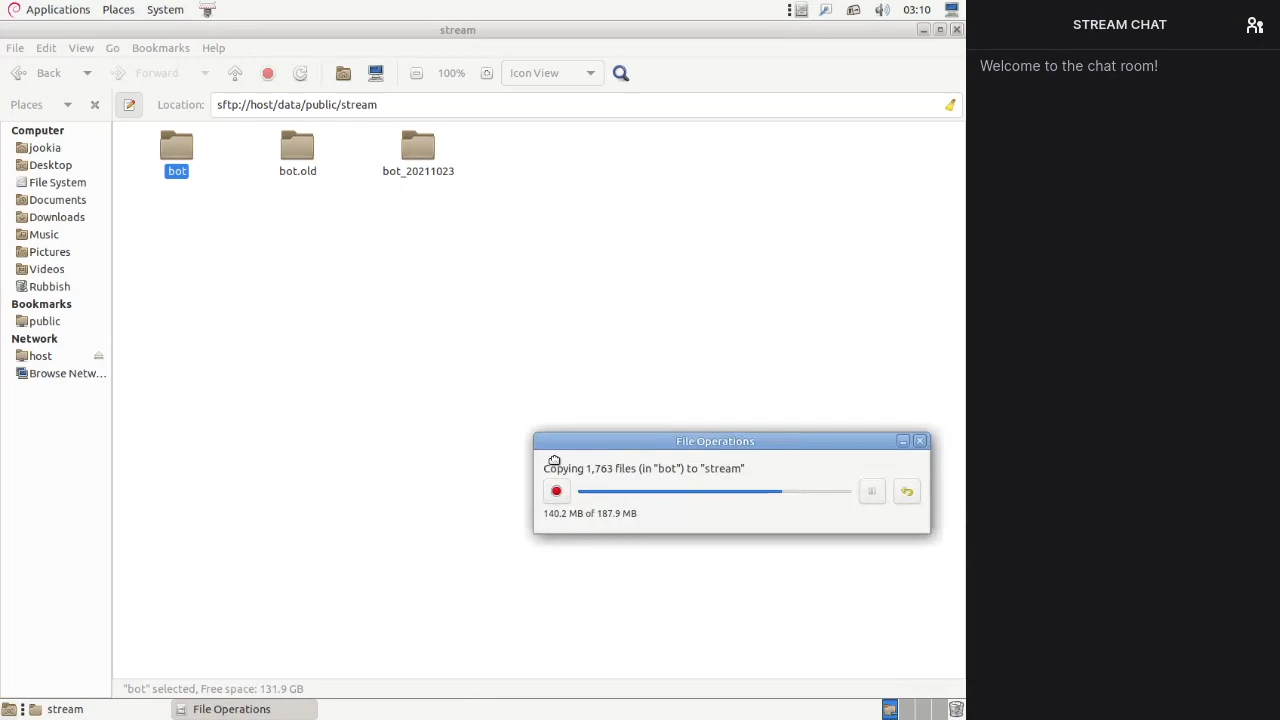 Applications Places System 03:10
stream
File Edit View Go Bookmarks Help
Back Forward 100% Icon View
Places Location: sftp://host/data/public/stream
Computer
jookia
Desktop
File System
Documents
Downloads
Music
Pictures
Videos
Rubbish
Bookmarks
public
Network
host
Browse Netw...
bot bot.old bot_20211023
File Operations
Copying 1,763 files (in "bot") to "stream"
140.2 MB of 187.9 MB
"bot" selected, Free space: 131.9 GB
stream File Operations
STREAM CHAT
Welcome to the chat room!